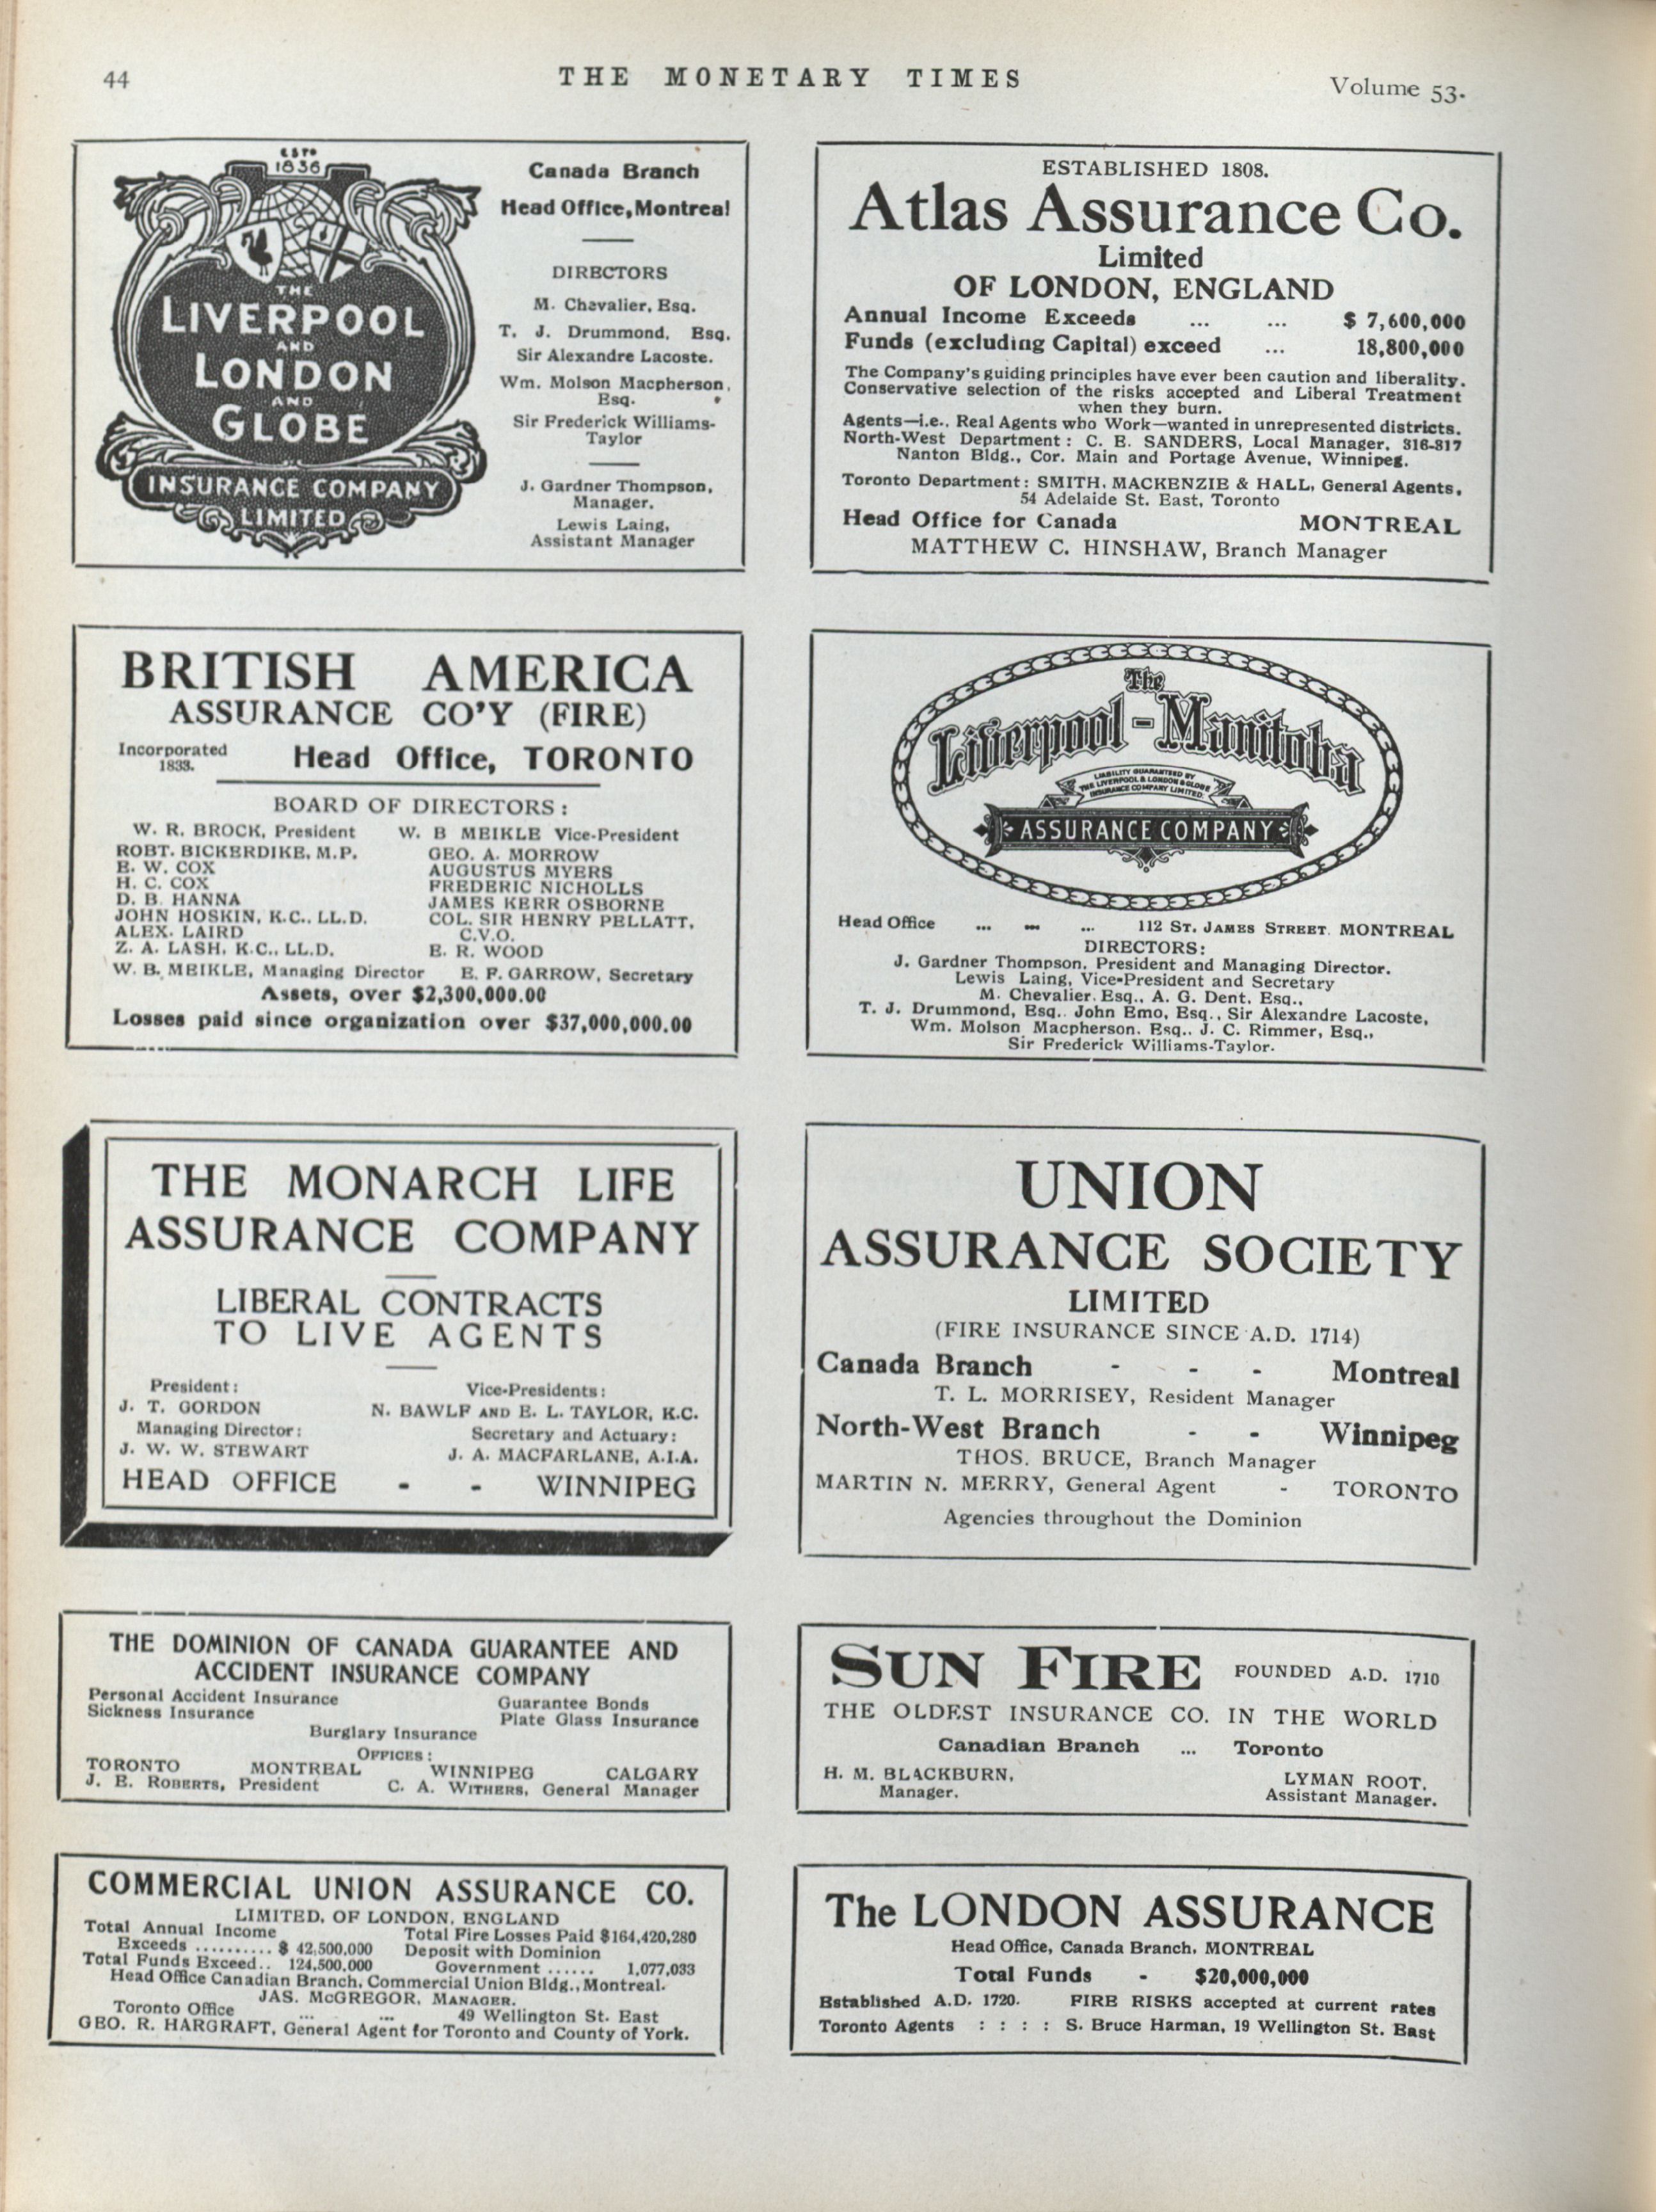 44
THE MONETARY TIMES
Volume 53.
ESTD
1836
THE
LIVERPOOL
AND
LONDON
AND
GLOBE
INSURANCE COMPANY
LIMITED
Canada Branch
Head Office, Montreal
DIRECTORS
M. Chevalier, Esq.
T. J. Drummond, Esq.
Sir Alexandre Lacoste.
Wm. Molson Macpherson,
Esq.
Sir Frederick Williams-
Taylor
J. Gardner Thompson,
Manager.
Lewis Laing,
Assistant Manager
ESTABLISHED 1808.
Atlas Assurance Co.
Limited
OF LONDON, ENGLAND
Annual Income Exceeds ... ... $ 7,600,000
Funds (excluding Capital) exceed ... 18,800,000
The Company's guiding principles have ever been caution and liberality.
Conservative selection of the risks accepted and Liberal Treatment
when they burn.
Agents—i.e., Real Agents who Work—wanted in unrepresented districts.
North-West Department: C. E. SANDERS, Local Manager, 316-317
Nanton Bldg., Cor. Main and Portage Avenue, Winnipeg.
Toronto Department: SMITH, MACKENZIE & HALL, General Agents,
54 Adelaide St. East, Toronto
Head Office for Canada MONTREAL
MATTHEW C. HINSHAW, Branch Manager
BRITISH AMERICA
ASSURANCE CO'Y (FIRE)
Incorporated
1833.
Head Office, TORONTO
BOARD OF DIRECTORS:
W. R. BROCK, President W. B MEIKLE Vice-President
ROBT. BICKERDIKE, M.P. GEO. A. MORROW
E. W. COX AUGUSTUS MYERS
H. C. COX FREDERIC NICHOLLS
D. B. HANNA JAMES KERR OSBORNE
JOHN HOSKIN, K.C., LL.D. COL. SIR HENRY PELLATT,
ALEX. LAIRD C.V.O.
Z. A. LASH, K.C., LL.D. E. R. WOOD
W. B. MEIKLE, Managing Director E. F. GARROW, Secretary
Assets, over $2,300,000.00
Losses paid since organization over $37,000,000.00
The
Liverpool-Manitoba
LIABILITY GUARANTEED BY
THE LIVERPOOL & LONDON & GLOBE
INSURANCE COMPANY LIMITED.
ASSURANCE COMPANY
Head Office ... ... ... 112 ST. JAMES STREET, MONTREAL
DIRECTORS:
J. Gardner Thompson, President and Managing Director.
Lewis Laing, Vice-President and Secretary
M. Chevalier, Esq., A. G. Dent, Esq.,
T. J. Drummond, Esq., John Emo, Esq., Sir Alexandre Lacoste,
Wm. Molson Macpherson, Esq., J. C. Rimmer, Esq.,
Sir Frederick Williams-Taylor.
THE MONARCH LIFE
ASSURANCE COMPANY
LIBERAL CONTRACTS
TO LIVE AGENTS
President: Vice-Presidents:
J. T. GORDON N. BAWLF AND E. L. TAYLOR, K.C.
Managing Director: Secretary and Actuary:
J. W. W. STEWART J. A. MACFARLANE, A.I.A.
HEAD OFFICE - - WINNIPEG
UNION
ASSURANCE SOCIETY
LIMITED
(FIRE INSURANCE SINCE A.D. 1714)
Canada Branch - - - Montreal
T. L. MORRISEY, Resident Manager
North-West Branch - - Winnipeg
THOS. BRUCE, Branch Manager
MARTIN N. MERRY, General Agent - TORONTO
Agencies throughout the Dominion
THE DOMINION OF CANADA GUARANTEE AND
ACCIDENT INSURANCE COMPANY
Personal Accident Insurance Guarantee Bonds
Sickness Insurance Plate Glass Insurance
Burglary Insurance
OFFICES:
TORONTO MONTREAL WINNIPEG CALGARY
J. E. ROBERTS, President C. A. WITHERS, General Manager
SUN FIRE FOUNDED A.D. 1710
THE OLDEST INSURANCE CO. IN THE WORLD
Canadian Branch ... Toronto
H. M. BLACKBURN, LYMAN ROOT,
Manager. Assistant Manager.
COMMERCIAL UNION ASSURANCE CO.
LIMITED, OF LONDON, ENGLAND
Total Annual Income Total Fire Losses Paid $164,420,280
Exceeds .......... $ 42,500,000 Deposit with Dominion
Total Funds Exceed.. 124,500,000 Government ...... 1,077,033
Head Office Canadian Branch, Commercial Union Bldg., Montreal.
JAS. McGREGOR, MANAGER.
Toronto Office ... ... 49 Wellington St. East
GEO. R. HARGRAFT, General Agent for Toronto and County of York.
The LONDON ASSURANCE
Head Office, Canada Branch, MONTREAL
Total Funds - $20,000,000
Established A.D. 1720. FIRE RISKS accepted at current rates
Toronto Agents : : : : S. Bruce Harman, 19 Wellington St. East